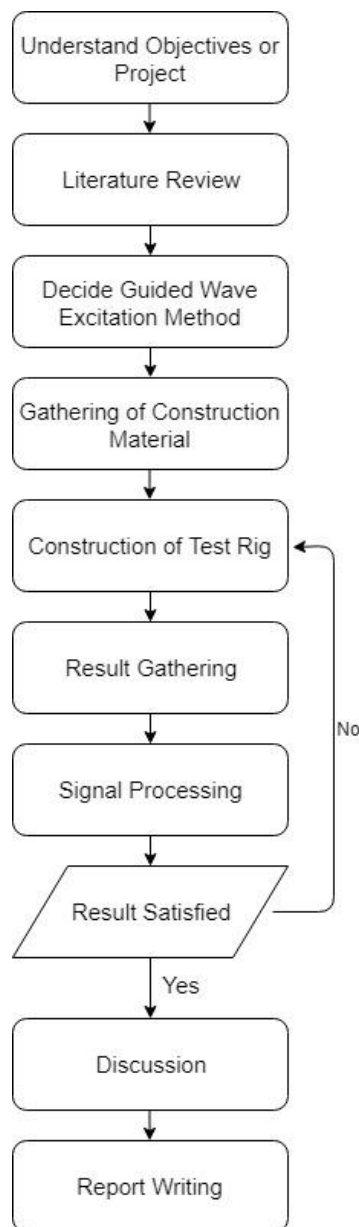 Understand Objectives or
Project
Literature Review
Decide Guided Wave
Excitation Method
Gathering of Construction
Material
Construction of Test Rig
Result Gathering
No
Signal Processing
Result Satisfied
Yes
Discussion
Report Writing